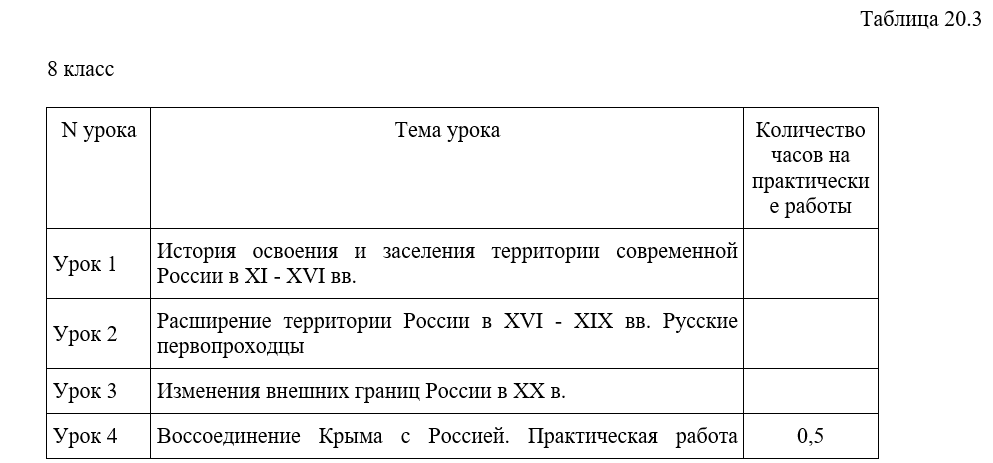 Таблица 20.3
8 класс
N урока
Тема урока
Количество
часов на
практически
е работы
Урок 1
История освоения и заселения территории современной
России в XI - XVI вв.
Урок 2
Расширение территории России в XVI - XIX вв. Русские
первопроходцы
Урок 3
Изменения внешних границ России в XX в.
Урок 4
Воссоединение Крыма с Россией. Практическая работа
0,5